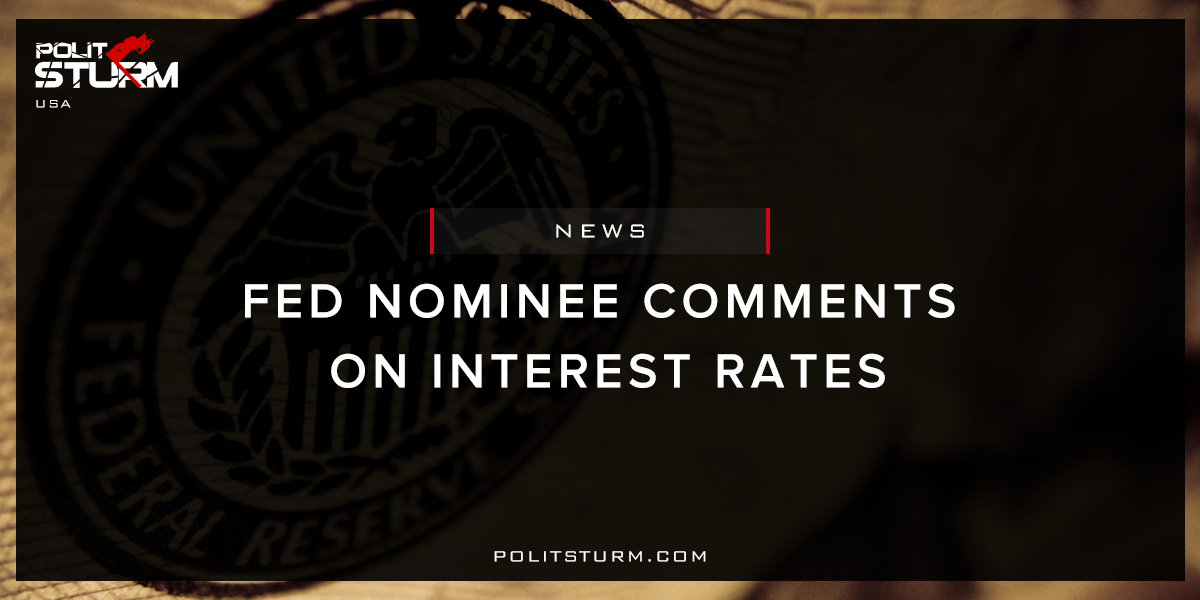 POLIT
STURM
USA
UNITED STATES
FEDERAL RESERVE
NEWS
FED NOMINEE COMMENTS
ON INTEREST RATES
POLITSTURM.COM